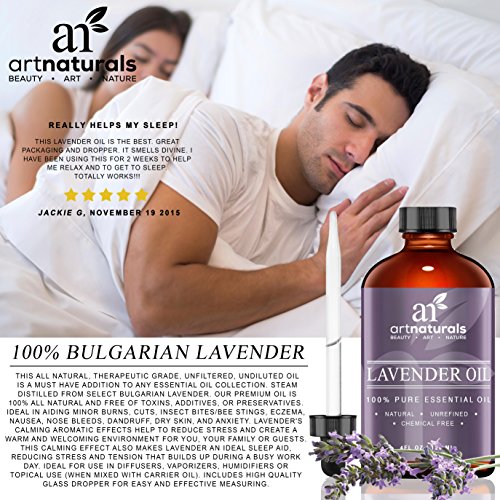 an
artnaturals
BEAUTY • ART • NATURE
REALLY HELPS MY SLEEP!
THIS LAVENDER OIL IS THE BEST. GREAT
PACKAGING AND DROPPER. IT SMELLS DIVINE. I
HAVE BEEN USING THIS FOR 2 WEEKS TO HELP
ME RELAX AND TO GET TO SLEEP.
TOTALLY WORKS!!!
JACKIE G, NOVEMBER 19 2015
100% BULGARIAN LAVENDER
THIS ALL NATURAL, THERAPEUTIC GRADE, UNFILTERED, UNDILUTED OIL
IS A MUST HAVE ADDITION TO ANY ESSENTIAL OIL COLLECTION. STEAM
DISTILLED FROM SELECT BULGARIAN LAVENDER. OUR PREMIUM OIL IS
100% ALL NATURAL AND FREE OF TOXINS, ADDITIVES, OR PRESERVATIVES.
IDEAL IN AIDING MINOR BURNS, CUTS, INSECT BITES/BEE STINGS, ECZEMA,
NAUSEA, NOSE BLEEDS, DANDRUFF, DRY SKIN, AND ANXIETY. LAVENDER'S
CALMING AROMATIC EFFECTS HELP TO REDUCE STRESS AND CREATE A
WARM AND WELCOMING ENVIRONMENT FOR YOU, YOUR FAMILY OR GUESTS.
THIS CALMING EFFECT ALSO MAKES LAVENDER AN IDEAL SLEEP AID,
REDUCING STRESS AND TENSION THAT BUILDS UP DURING A BUSY WORK
DAY. IDEAL FOR USE IN DIFFUSERS, VAPORIZERS, HUMIDIFIERS OR
TOPICAL USE (WHEN MIXED WITH CARRIER OIL). INCLUDES HIGH QUALITY
GLASS DROPPER FOR EASY AND EFFECTIVE MEASURING.
an
artnaturals
BEAUTY • ART • NATURE
LAVENDER OIL
100% PURE ESSENTIAL OIL
• NATURAL • UNREFINED
• CHEMICAL FREE
4FL OZ